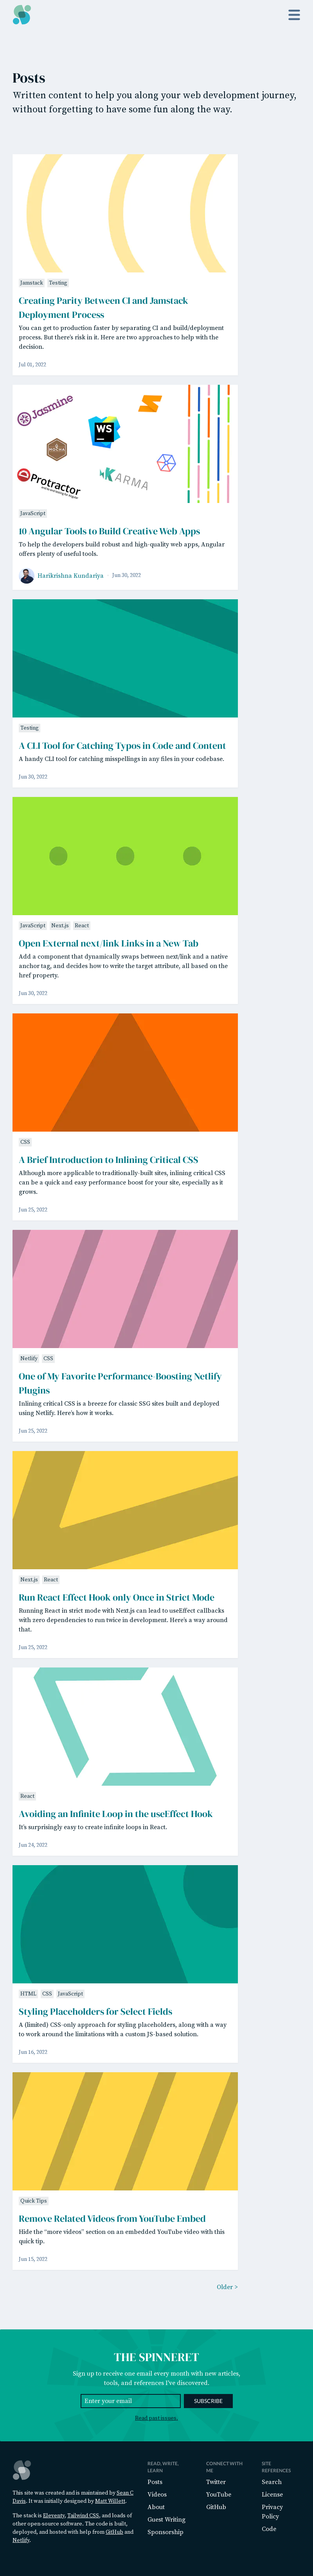 Posts
Written content to help you along your web development journey,
without forgetting to have some fun along the way.
Jamstack Testing
Creating Parity Between CI and Jamstack
Deployment Process
You can get to production faster by separating CI and build/deployment
process. But there's risk in it. Here are two approaches to help with the
decision.
Jul 01, 2022
Jasmine
WS
MOCHA
KARMA
Protractor
JavaScript
10 Angular Tools to Build Creative Web Apps
To help the developers build robust and high-quality web apps, Angular
offers plenty of useful tools.
Harikrishna Kundariya · Jun 30, 2022
Testing
A CLI Tool for Catching Typos in Code and Content
A handy CLI tool for catching misspellings in any files in your codebase.
Jun 30, 2022
JavaScript Next.js React
Open External next/link Links in a New Tab
Add a component that dynamically swaps between next/link and a native
anchor tag, and decides how to write the target attribute, all based on the
href property.
Jun 30, 2022
CSS
A Brief Introduction to Inlining Critical CSS
Although more applicable to traditionally-built sites, inlining critical CSS
can be a quick and easy performance boost for your site, especially as it
grows.
Jun 25, 2022
Netlify CSS
One of My Favorite Performance-Boosting Netlify
Plugins
Inlining critical CSS is a breeze for classic SSG sites built and deployed
using Netlify. Here's how it works.
Jun 25, 2022
Next.js React
Run React Effect Hook only Once in Strict Mode
Running React in strict mode with Next.js can lead to useEffect callbacks
with zero dependencies to run twice in development. Here's a way around
that.
Jun 25, 2022
React
Avoiding an Infinite Loop in the useEffect Hook
It's surprisingly easy to create infinite loops in React.
Jun 24, 2022
HTML CSS JavaScript
Styling Placeholders for Select Fields
A (limited) CSS-only approach for styling placeholders, along with a way
to work around the limitations with a custom JS-based solution.
Jun 16, 2022
Quick Tips
Remove Related Videos from YouTube Embed
Hide the “more videos” section on an embedded YouTube video with this
quick tip.
Jun 15, 2022
Older >
THE SPINNERET
Sign up to receive one email every month with new articles,
tools, and references I've discovered.
Enter your email
SUBSCRIBE
Read past issues.
This site was created and is maintained by Sean C
Davis. It was initially designed by Matt Willett.
The stack is Eleventy, Tailwind CSS, and loads of
other open source software. The code is built,
deployed, and hosted with help from GitHub and
Netlify.
READ, WRITE,
LEARN
Posts
Videos
About
Guest Writing
Sponsorship
CONNECT WITH
ME
Twitter
YouTube
GitHub
SITE
REFERENCES
Search
License
Privacy
Policy
Code